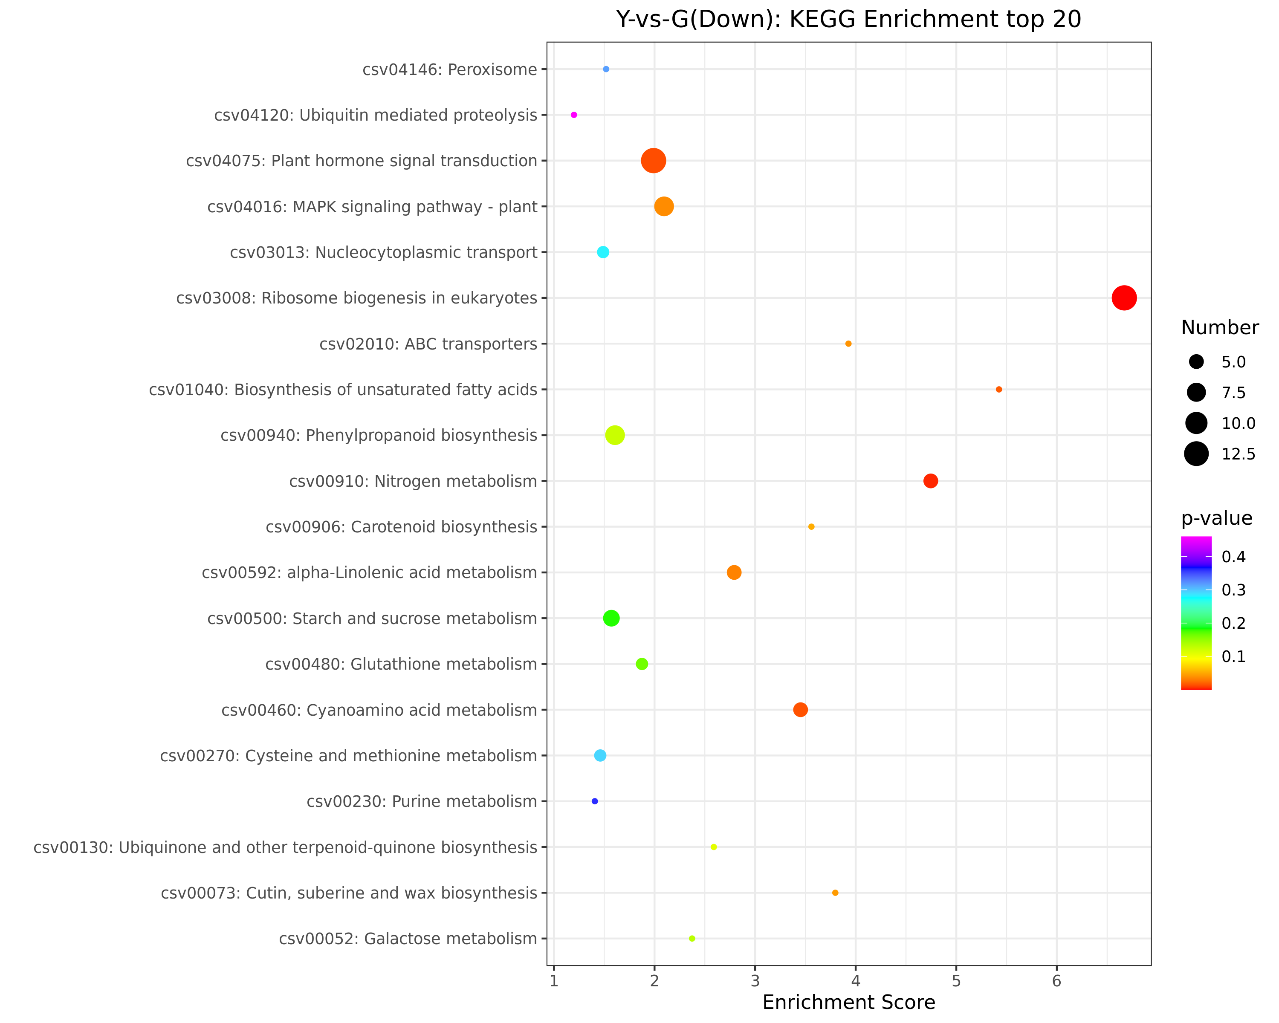 Y-vs-G(Down): KEGG Enrichment top 20
csv04146: Peroxisome
csv04120: Ubiquitin mediated proteolysis
csv04075: Plant hormone signal transduction
csv04016: MAPK signaling pathway - plant
csv03013: Nucleocytoplasmic transport
csv03008: Ribosome biogenesis in eukaryotes
csv02010: ABC transporters
csv01040: Biosynthesis of unsaturated fatty acids
csv00940: Phenylpropanoid biosynthesis
csv00910: Nitrogen metabolism
csv00906: Carotenoid biosynthesis
csv00592: alpha-Linolenic acid metabolism
csv00500: Starch and sucrose metabolism
csv00480: Glutathione metabolism
csv00460: Cyanoamino acid metabolism
csv00270: Cysteine and methionine metabolism
csv00230: Purine metabolism
csv00130: Ubiquinone and other terpenoid-quinone biosynthesis
csv00073: Cutin, suberine and wax biosynthesis
csv00052: Galactose metabolism
1 2 3 4 5 6
Enrichment Score
Number
5.0
7.5
10.0
12.5
p-value
0.4
0.3
0.2
0.1